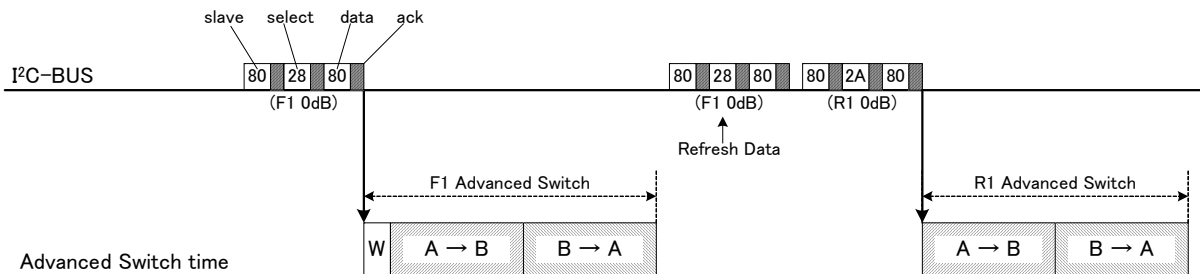 slave select data ack
I²C-BUS 80 28 80 80 28 80 80 2A 80
(F1 0dB) (F1 0dB) (R1 0dB)
Refresh Data
F1 Advanced Switch R1 Advanced Switch
W A → B B → A A → B B → A
Advanced Switch time